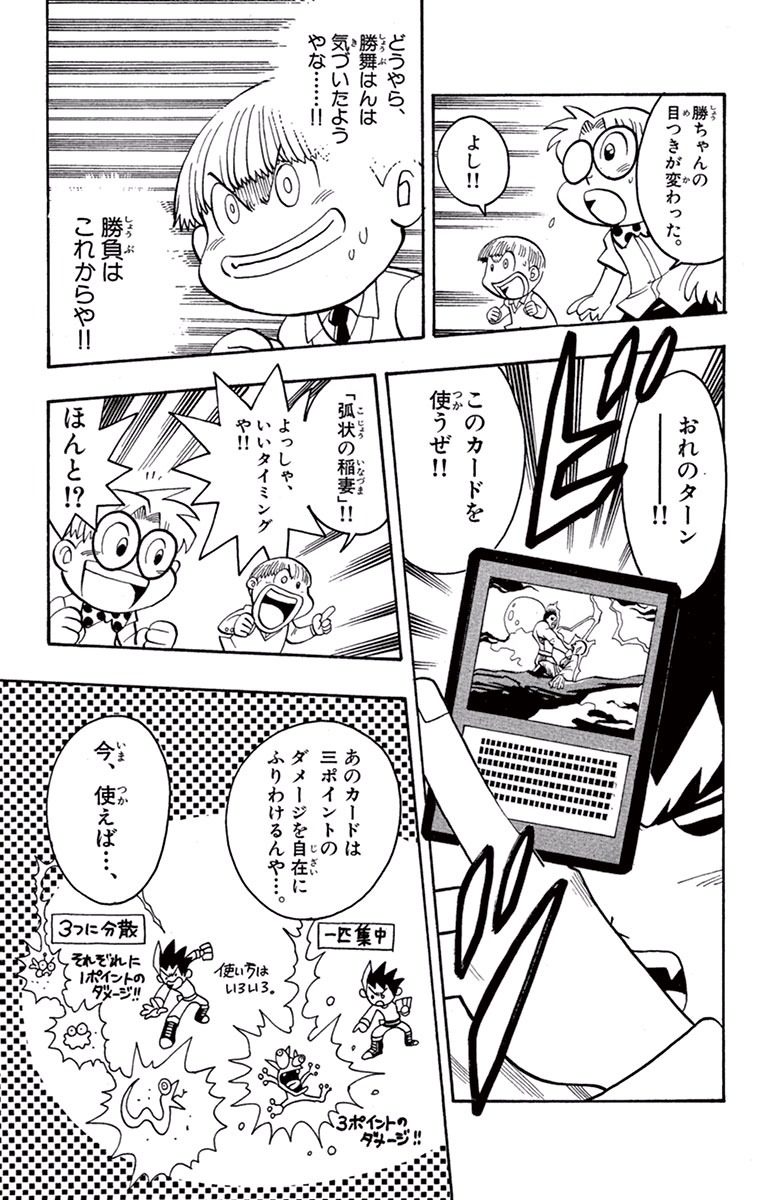 勝ちゃんの
目つきが変わった。
よし!!
どうやら、
勝舞はんは
気づいたよう
やな……!!
勝負は
これからや!!
おれのターン
――!!
このカードを
使うぜ!!
ビビ
「弧状の稲妻」!!
よっしゃ、
いいタイミング
や!!
ほんと!?
あのカードは
三ポイントの
ダメージを自在に
ふりわけるんや…。
今、使えば…、
一匹集中
3ポイントの
ダメージ!!
使い方は
いろいろ。
3つに分散
それぞれに
1ポイントの
ダメージ!!